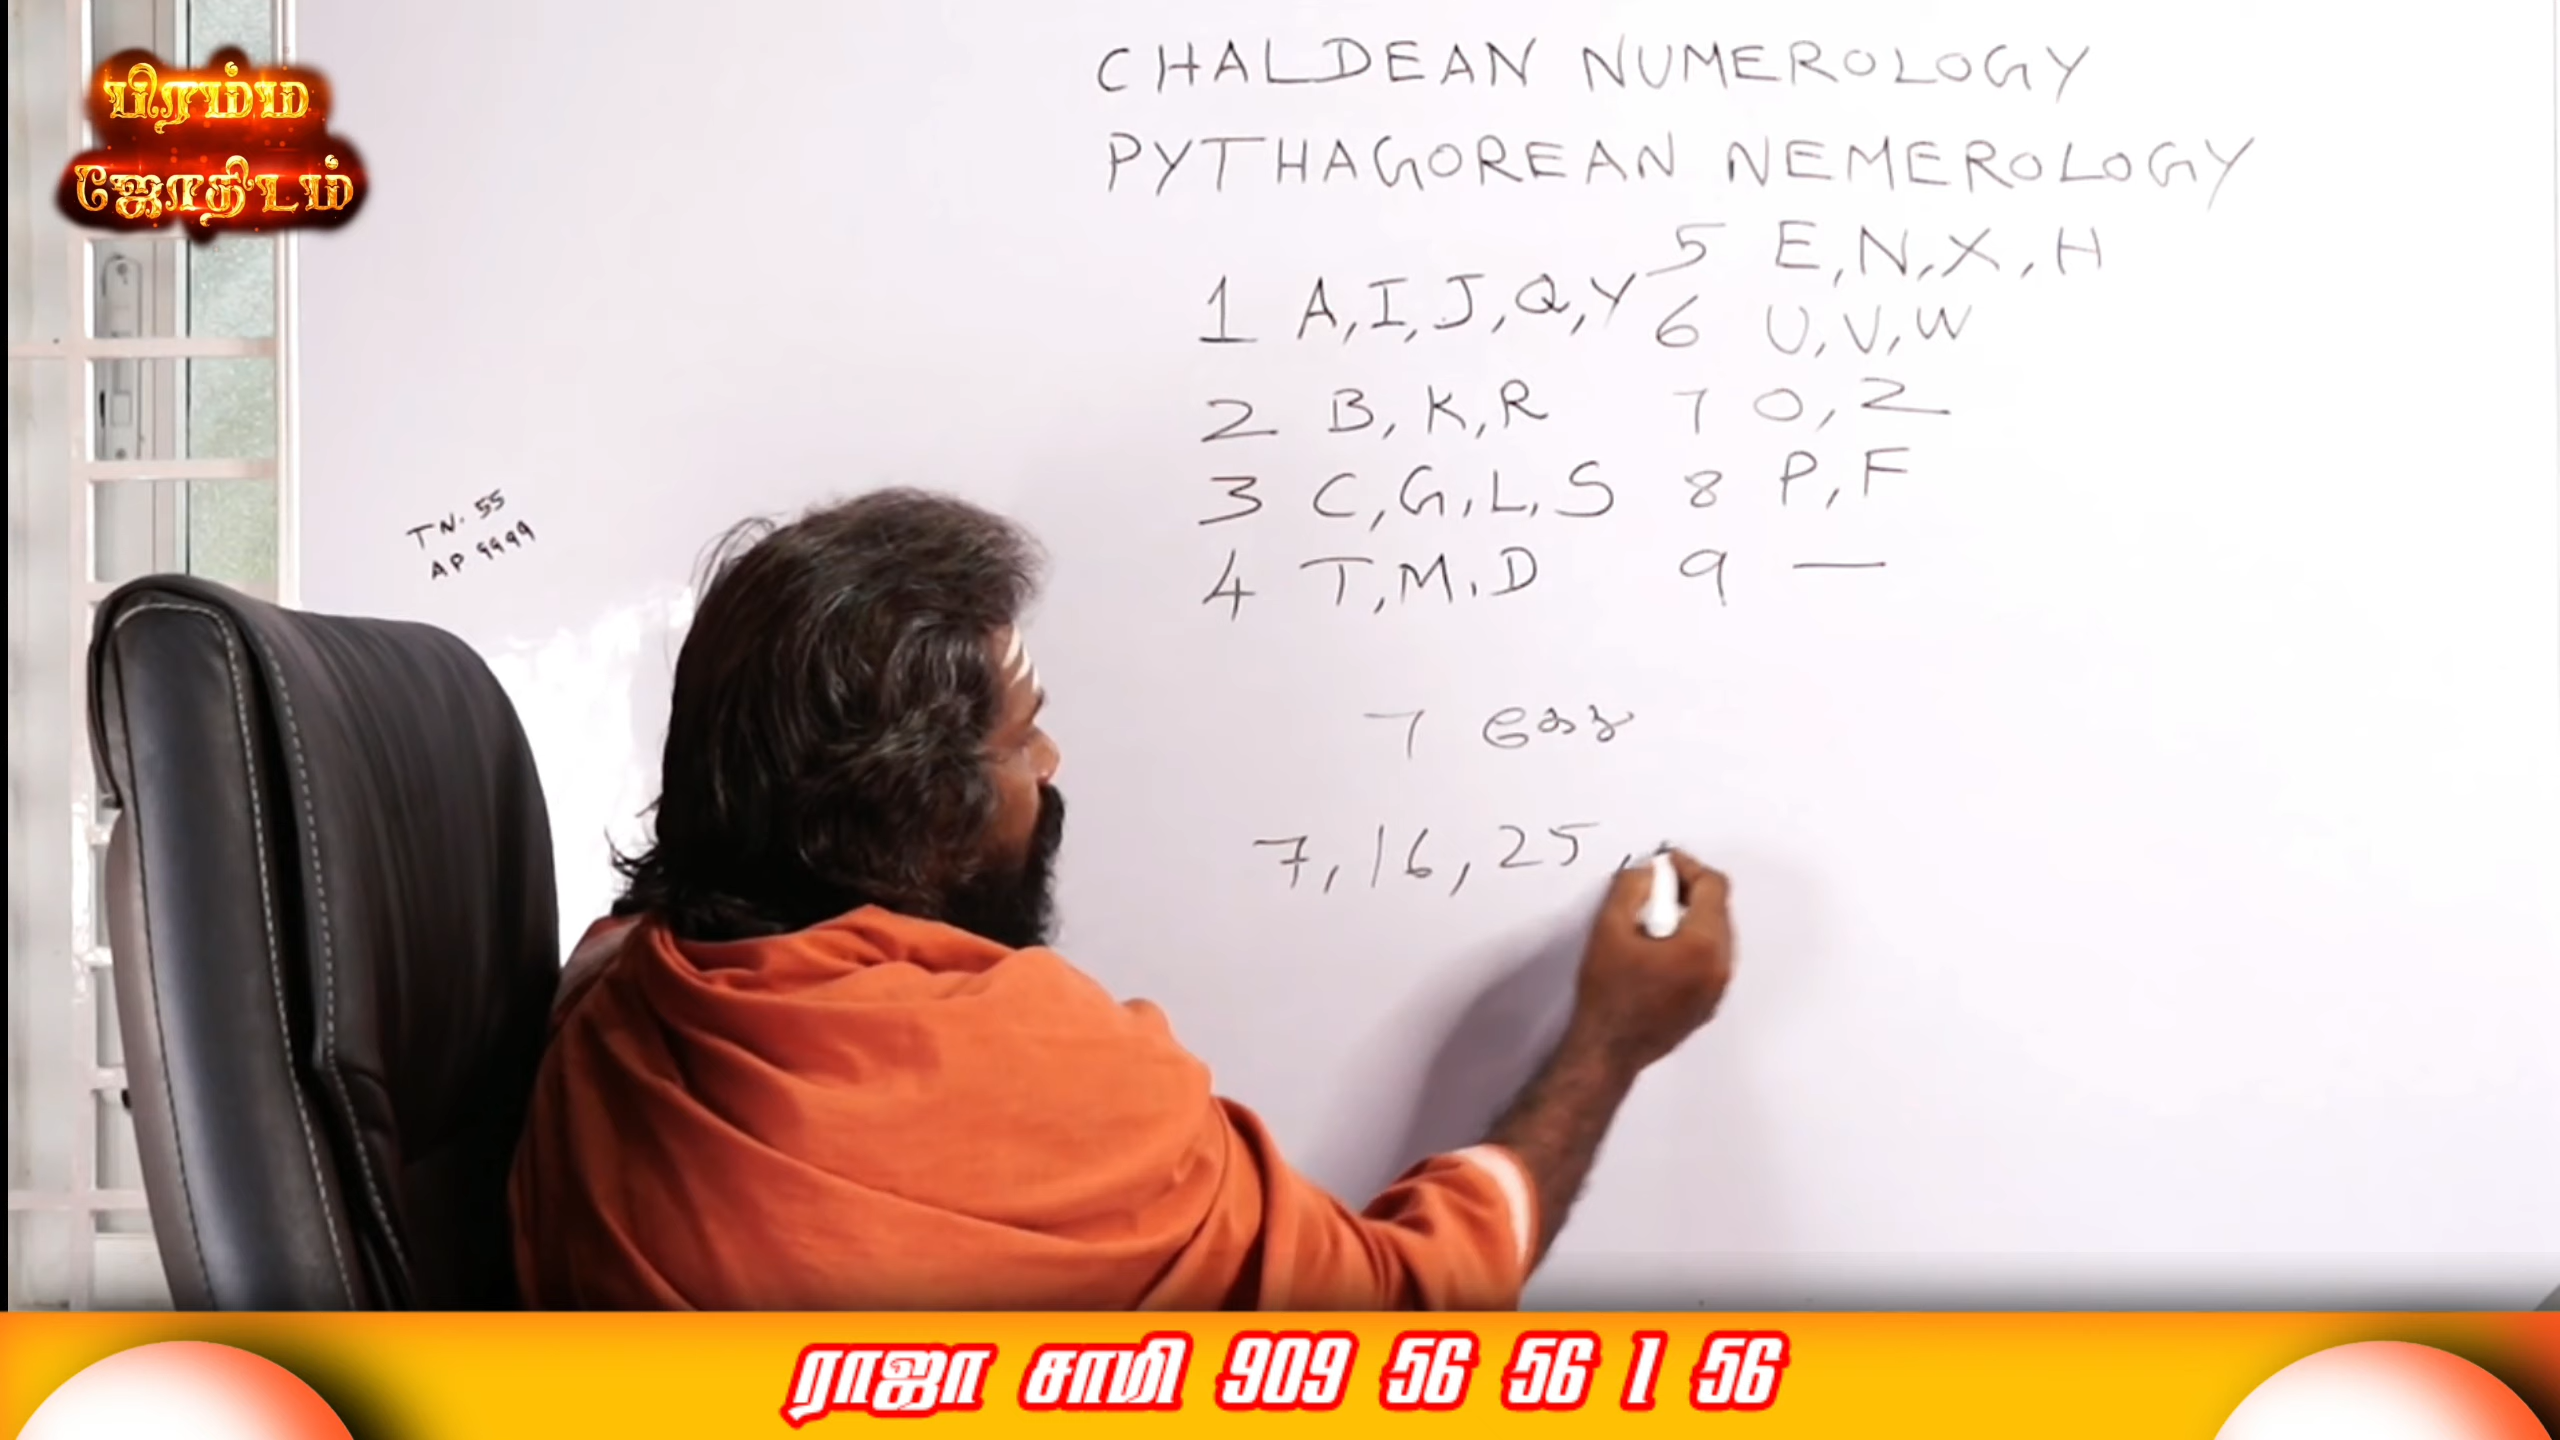 பிரம்ம
ஜோதிடம்
CHALDEAN NUMEROLOGY
PYTHAGOREAN NEMEROLOGY
1 A, I, J, Q, Y
2 B, K, R
3 C, G, L, S
4 T, M, D
5 E, N, X, H
6 U, V, W
7 O, Z
8 P, F
9 —
TN. 55
AP 9999
7 கேது
7, 16, 25,
ராஜா சாமி 909 56 56 1 56